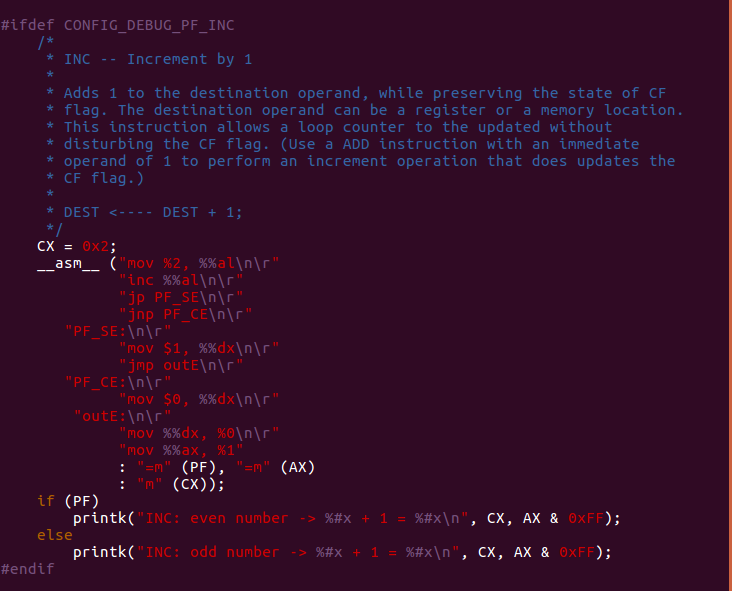 #ifdef CONFIG_DEBUG_PF_INC
    /*
     * INC -- Increment by 1
     *
     * Adds 1 to the destination operand, while preserving the state of CF
     * flag. The destination operand can be a register or a memory location.
     * This instruction allows a loop counter to the updated without
     * disturbing the CF flag. (Use a ADD instruction with an immediate
     * operand of 1 to perform an increment operation that does updates the
     * CF flag.)
     *
     * DEST <---- DEST + 1;
     */
    CX = 0x2;
    __asm__ ("mov %2, %%al\n\r"
             "inc %%al\n\r"
             "jp PF_SE\n\r"
             "jnp PF_CE\n\r"
       "PF_SE:\n\r"
             "mov $1, %%dx\n\r"
             "jmp outE\n\r"
       "PF_CE:\n\r"
             "mov $0, %%dx\n\r"
        "outE:\n\r"
             "mov %%dx, %0\n\r"
             "mov %%ax, %1"
             : "=m" (PF), "=m" (AX)
             : "m" (CX));
    if (PF)
        printk("INC: even number -> %#x + 1 = %#x\n", CX, AX & 0xFF);
    else
        printk("INC: odd number -> %#x + 1 = %#x\n", CX, AX & 0xFF);
#endif